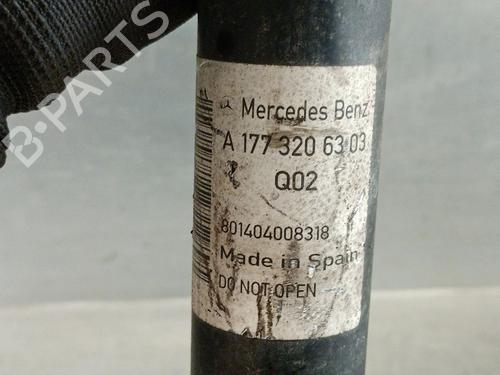 B-PARTS
Mercedes Benz
A 177 320 63 03
Q02
801404008318
Made in Spain
DO NOT OPEN